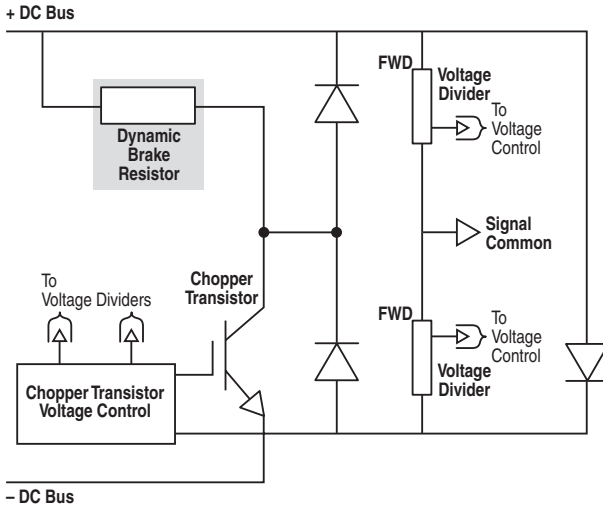 + DC Bus
FWD
Voltage
Divider
To
Voltage
Control
Dynamic
Brake
Resistor
Signal
Common
To
Voltage Dividers
Chopper
Transistor
FWD
To
Voltage
Control
Voltage
Divider
Chopper Transistor
Voltage Control
– DC Bus